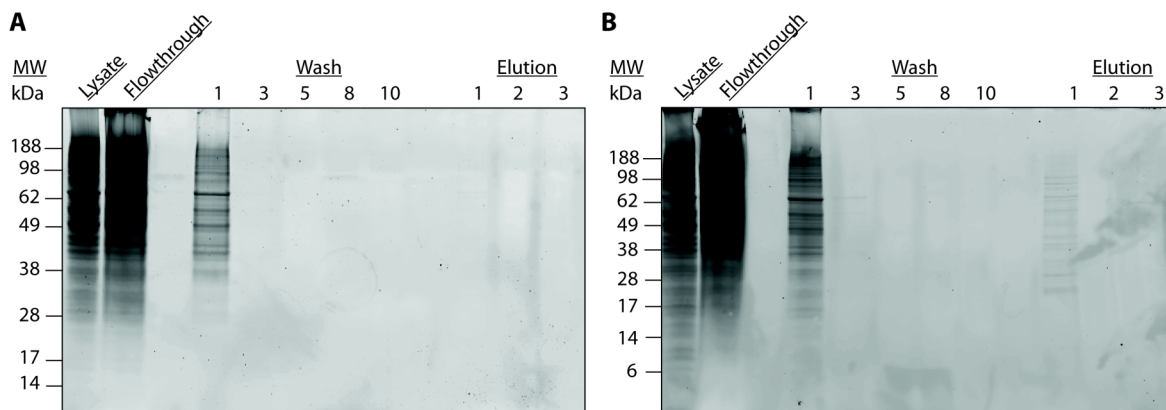 A
MW
kDa
Lysate
Flowthrough
Wash
Elution
1 3 5 8 10 1 2 3
188
98
62
49
38
28
17
14
B
MW
kDa
Lysate
Flowthrough
Wash
Elution
1 3 5 8 10 1 2 3
188
98
62
49
38
28
17
14
6